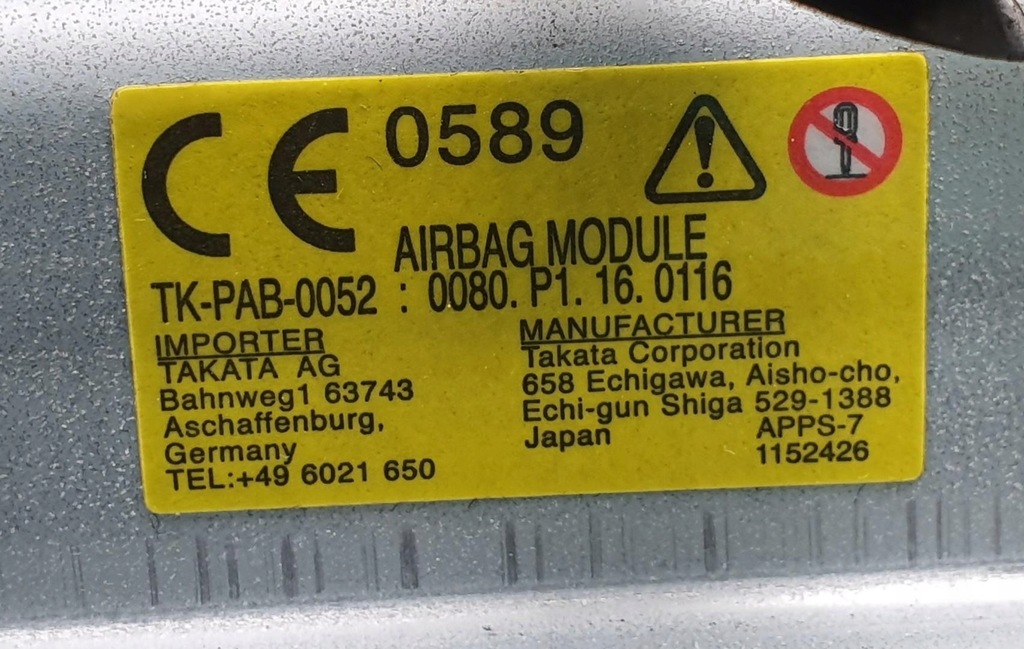 CE 0589
AIRBAG MODULE
TK-PAB-0052 : 0080. P1. 16. 0116
IMPORTER
TAKATA AG
Bahnweg1 63743
Aschaffenburg,
Germany
TEL:+49 6021 650
MANUFACTURER
Takata Corporation
658 Echigawa, Aisho-cho,
Echi-gun Shiga 529-1388
Japan APPS-7
1152426